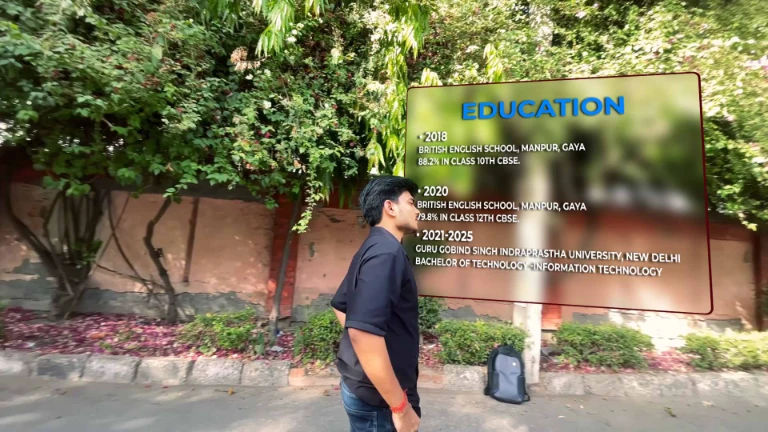 EDUCATION
• 2018
BRITISH ENGLISH SCHOOL, MANPUR, GAYA
88.2% IN CLASS 10TH CBSE.
• 2020
BRITISH ENGLISH SCHOOL, MANPUR, GAYA
79.8% IN CLASS 12TH CBSE.
• 2021-2025
GURU GOBIND SINGH INDRAPRASTHA UNIVERSITY, NEW DELHI
BACHELOR OF TECHNOLOGY -INFORMATION TECHNOLOGY